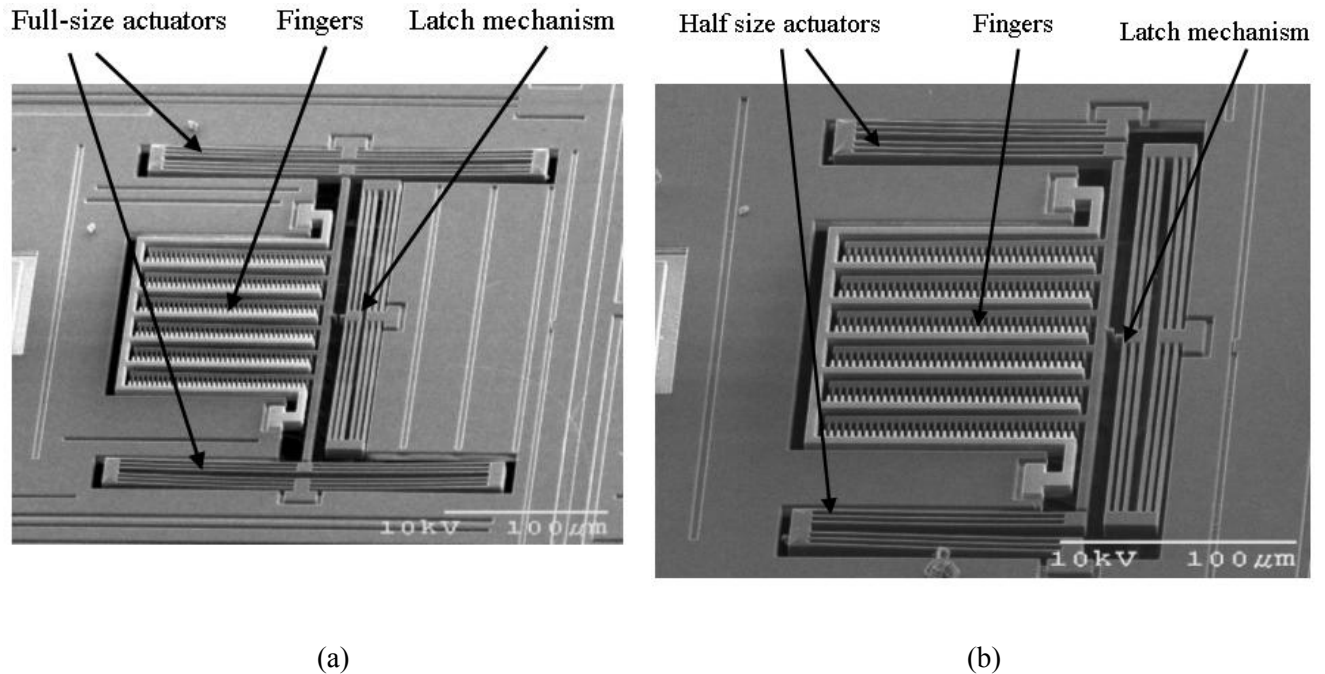 Full-size actuators Fingers Latch mechanism
Half size actuators Fingers Latch mechanism
10kV 100μm
10kV 100μm
(a) (b)